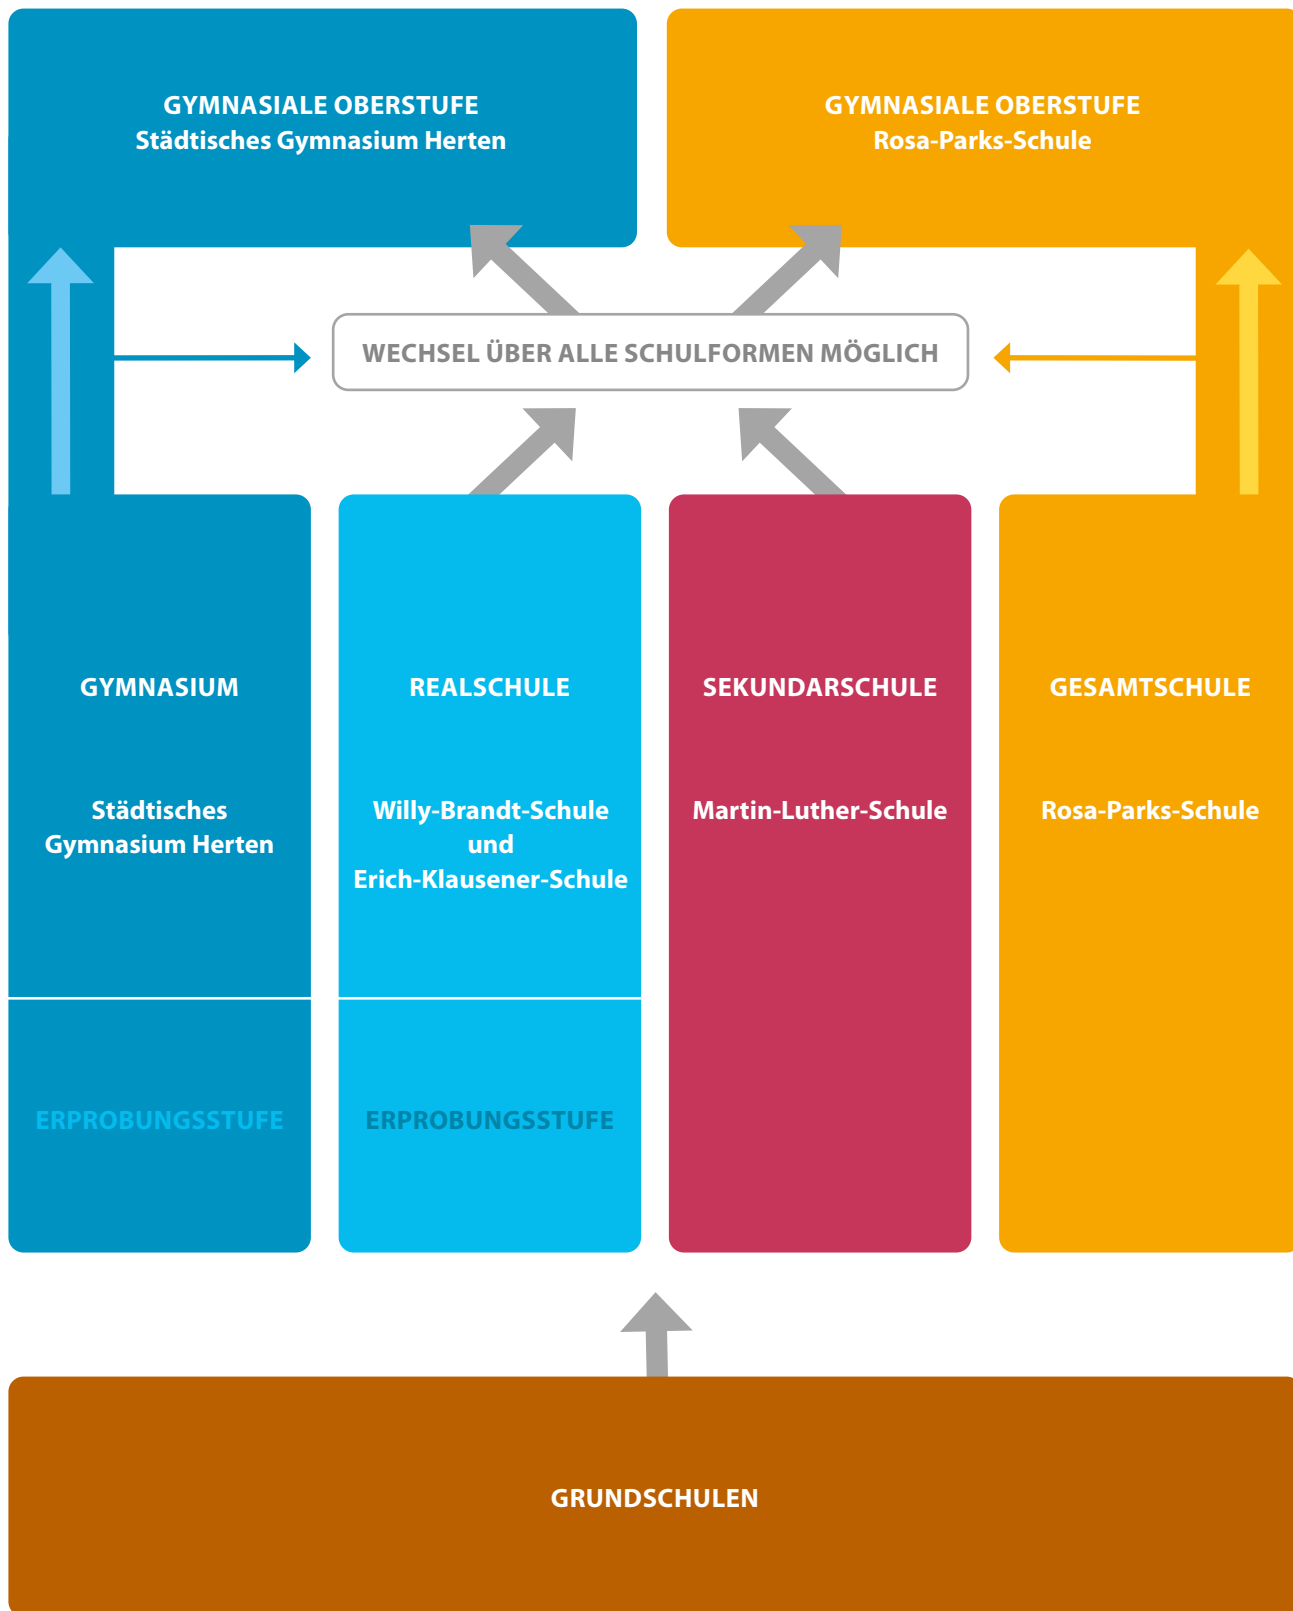 GYMNASIALE OBERSTUFE
Städtisches Gymnasium Herten
GYMNASIALE OBERSTUFE
Rosa-Parks-Schule
WECHSEL ÜBER ALLE SCHULFORMEN MÖGLICH
GYMNASIUM
Städtisches
Gymnasium Herten
ERPROBUNGSSTUFE
REALSCHULE
Willy-Brandt-Schule
und
Erich-Klausener-Schule
ERPROBUNGSSTUFE
SEKUNDARSCHULE
Martin-Luther-Schule
GESAMTSCHULE
Rosa-Parks-Schule
GRUNDSCHULEN